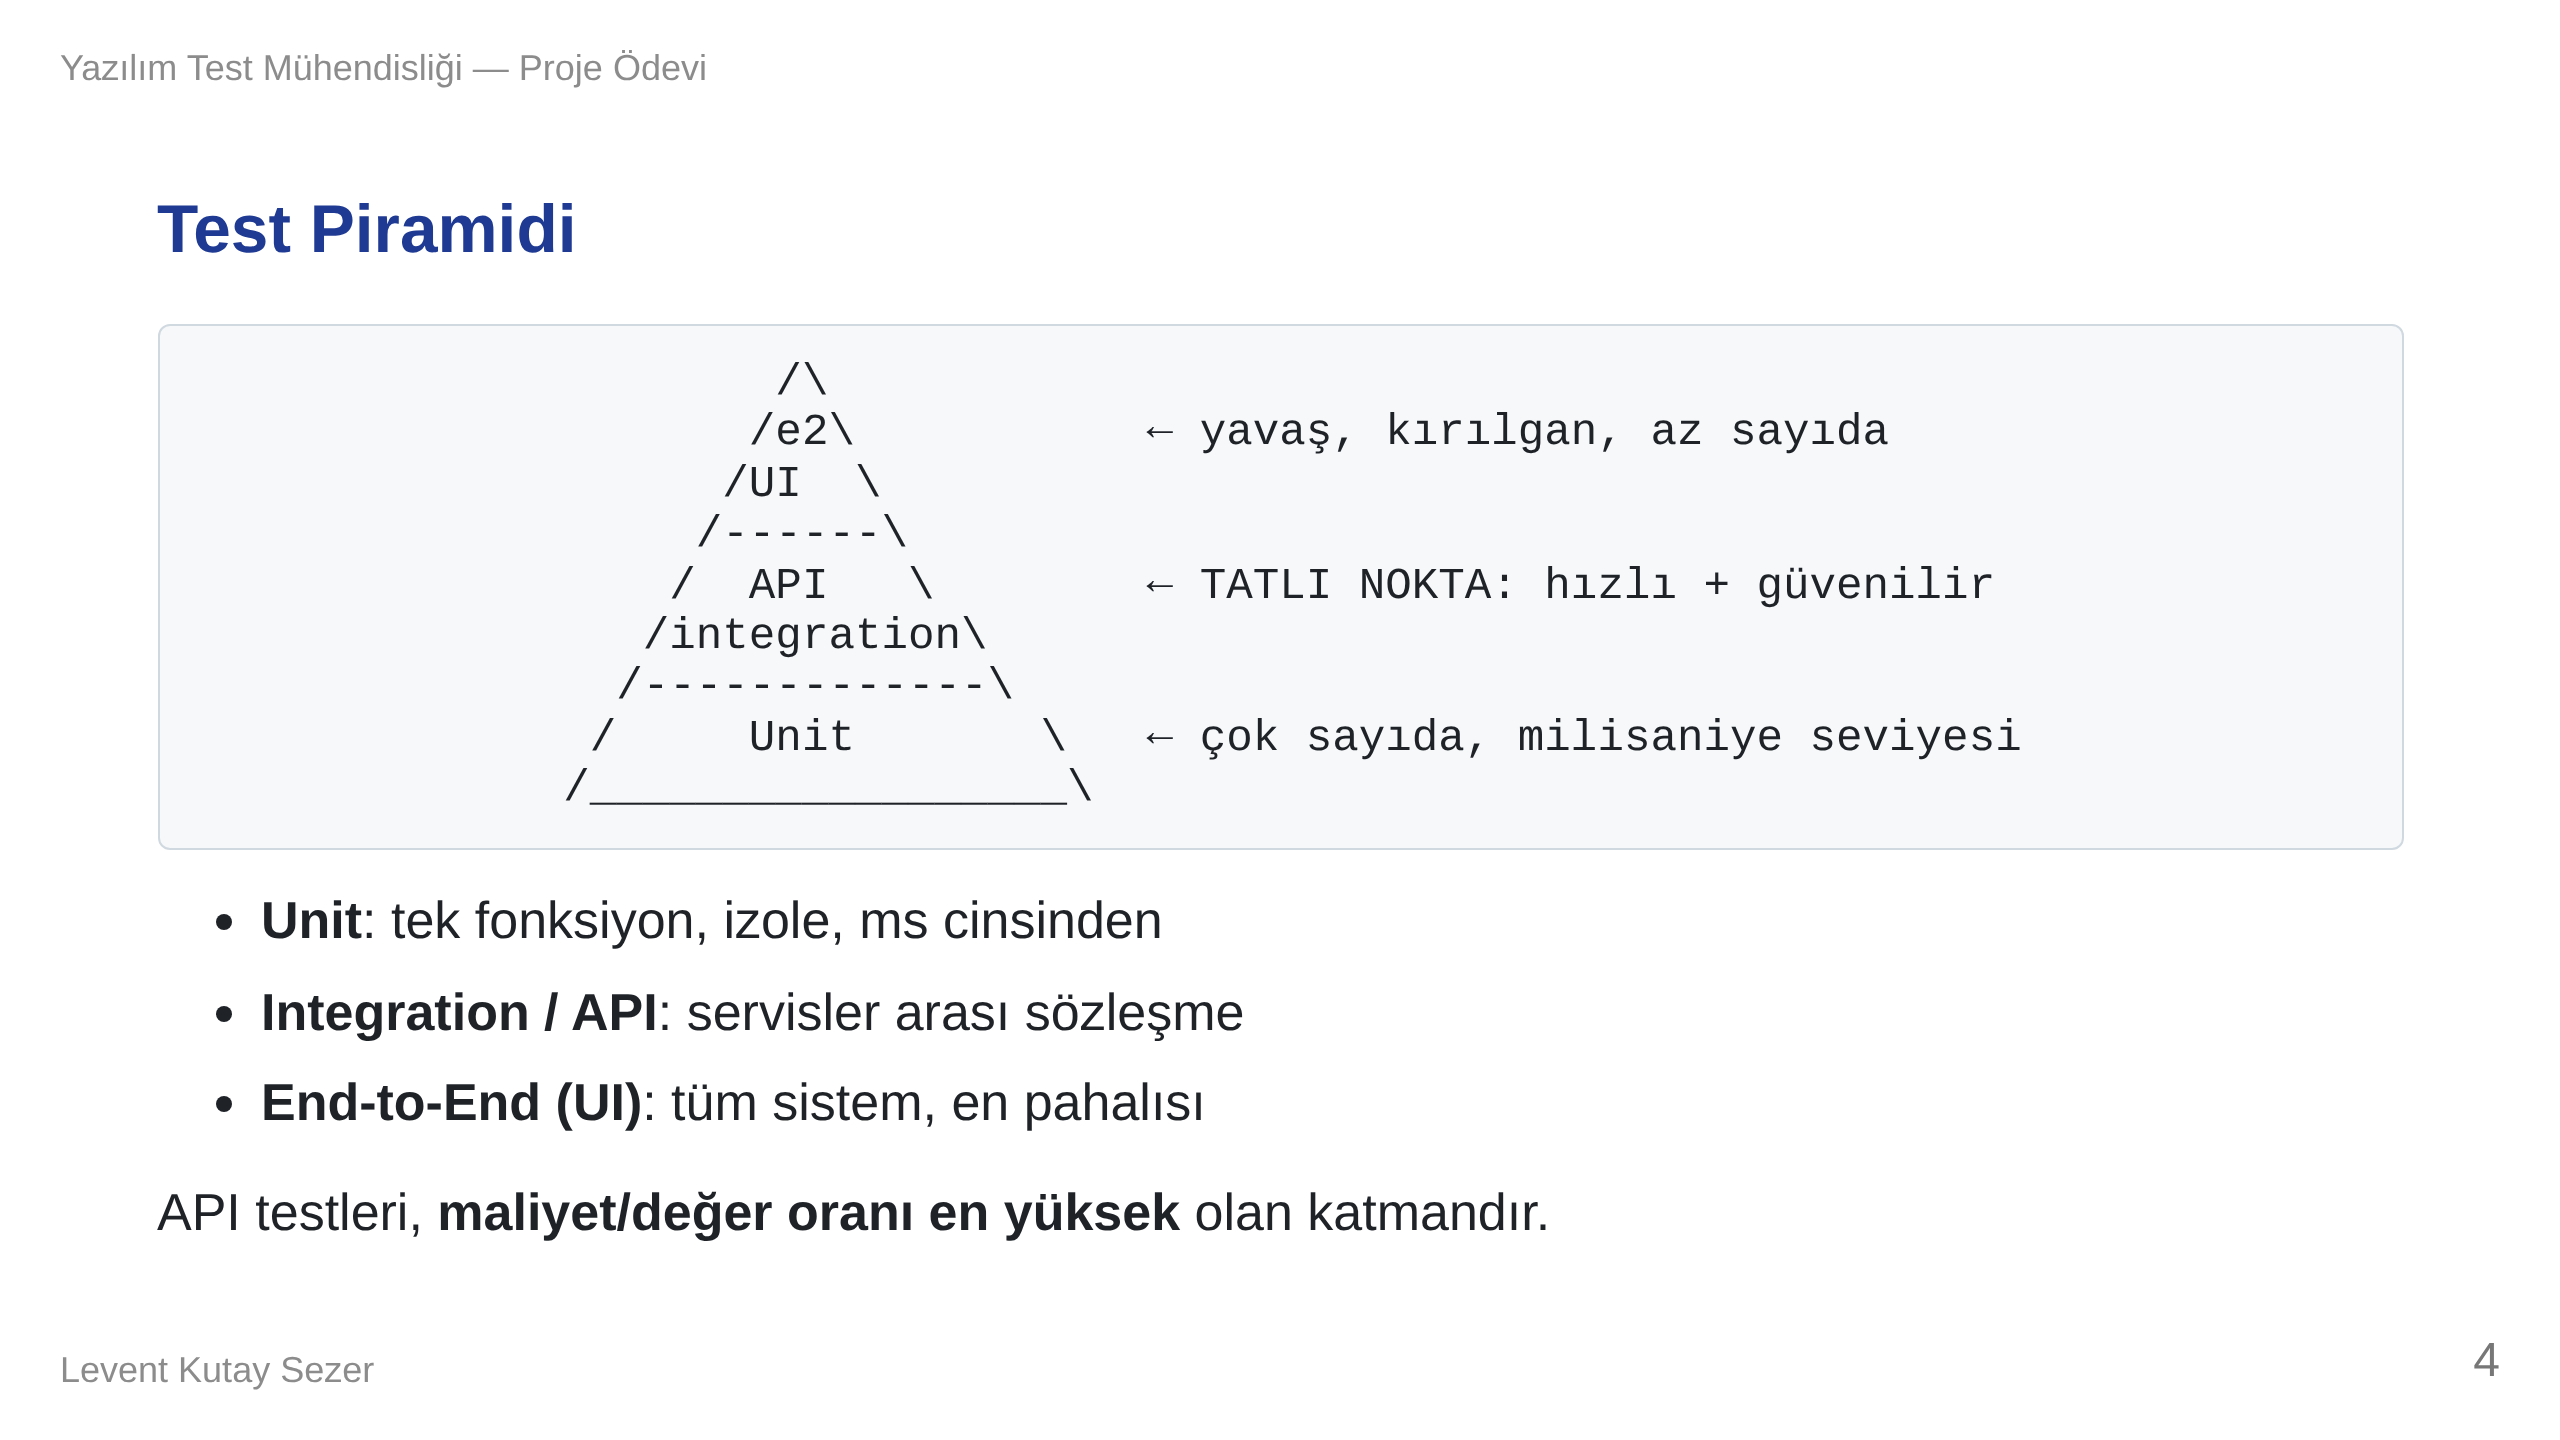 Yazılım Test Mühendisliği — Proje Ödevi
Test Piramidi
/\
/e2\ ← yavaş, kırılgan, az sayıda
/UI  \
/------\
/  API   \ ← TATLI NOKTA: hızlı + güvenilir
/integration\
/-------------\
/     Unit       \ ← çok sayıda, milisaniye seviyesi
/__________________\
• Unit: tek fonksiyon, izole, ms cinsinden
• Integration / API: servisler arası sözleşme
• End-to-End (UI): tüm sistem, en pahalısı
API testleri, maliyet/değer oranı en yüksek olan katmandır.
Levent Kutay Sezer
4